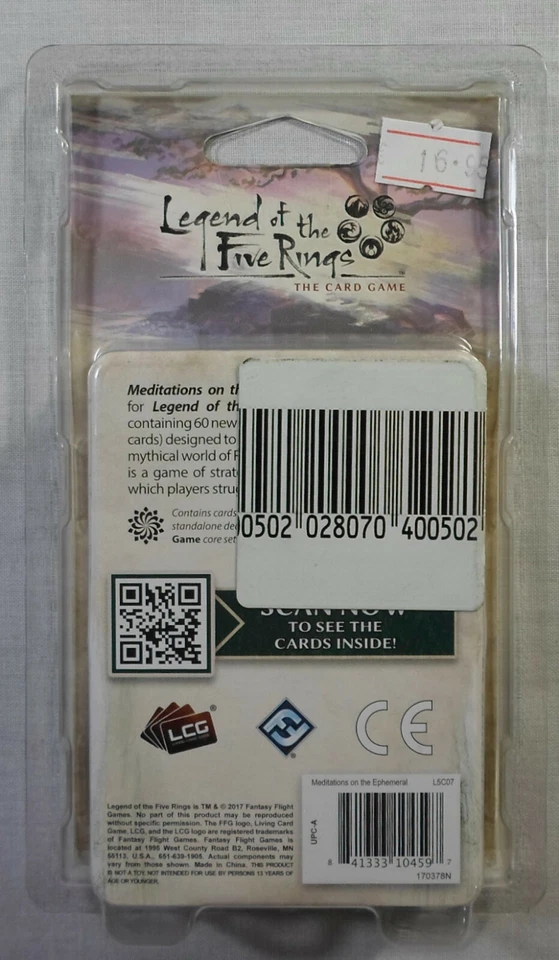 16.95
Legend of the
Five Rings
THE CARD GAME
Meditations on th
for Legend of th
containing 60 new
cards) designed to
mythical world of R
is a game of strate
which players stru
Contains cards
standalone dec
Game core set
0502 028070 400502
SCAN NOW
TO SEE THE
CARDS INSIDE!
LCG®
CE
Meditations on the Ephemeral L5C07
UPC-A
8 41333 10459 7
170378N
Legend of the Five Rings is TM & © 2017 Fantasy Flight
Games. No part of this product may be reproduced
without specific permission. The FFG logo, Living Card
Game, LCG, and the LCG logo are registered trademarks
of Fantasy Flight Games. Fantasy Flight Games is
located at 1995 West County Road B2, Roseville, MN
55113, U.S.A., 651-639-1905. Actual components may
vary from those shown. Made in China. THIS PRODUCT
IS NOT A TOY. NOT INTENDED FOR USE BY PERSONS 13 YEARS OF
AGE OR YOUNGER.